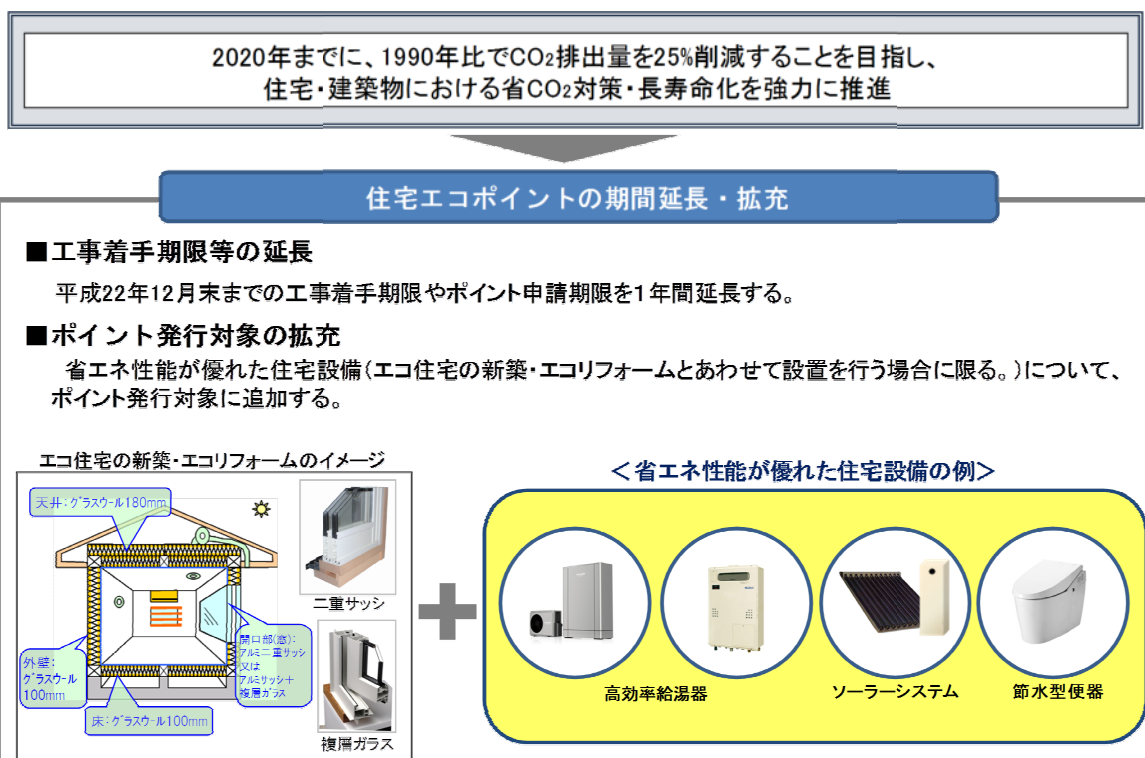 2020年までに、1990年比でCO₂排出量を25%削減することを目指し、
住宅・建築物における省CO₂対策・長寿命化を強力に推進
住宅エコポイントの期間延長・拡充
■工事着手期限等の延長
平成22年12月末までの工事着手期限やポイント申請期限を1年間延長する。
■ポイント発行対象の拡充
省エネ性能が優れた住宅設備(エコ住宅の新築・エコリフォームとあわせて設置を行う場合に限る。)について、
ポイント発行対象に追加する。
エコ住宅の新築・エコリフォームのイメージ
天井:グラスウール180mm
二重サッシ
開口部(窓):
アルミ二重サッシ
又は
アルミサッシ+
複層ガラス
外壁:
グラスウール
100mm
床:グラスウール100mm
複層ガラス
<省エネ性能が優れた住宅設備の例>
高効率給湯器
ソーラーシステム
節水型便器